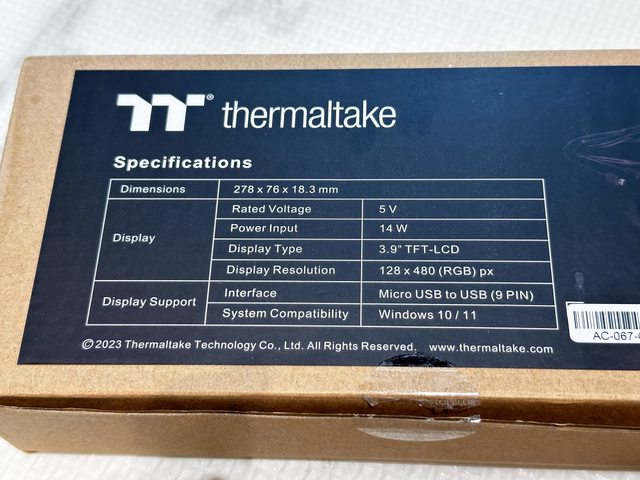 thermaltake
Specifications
Dimensions 278 x 76 x 18.3 mm
Display
Rated Voltage 5 V
Power Input 14 W
Display Type 3.9" TFT-LCD
Display Resolution 128 x 480 (RGB) px
Display Support
Interface Micro USB to USB (9 PIN)
System Compatibility Windows 10 / 11
©2023 Thermaltake Technology Co., Ltd. All Rights Reserved. www.thermaltake.com
AC-067-